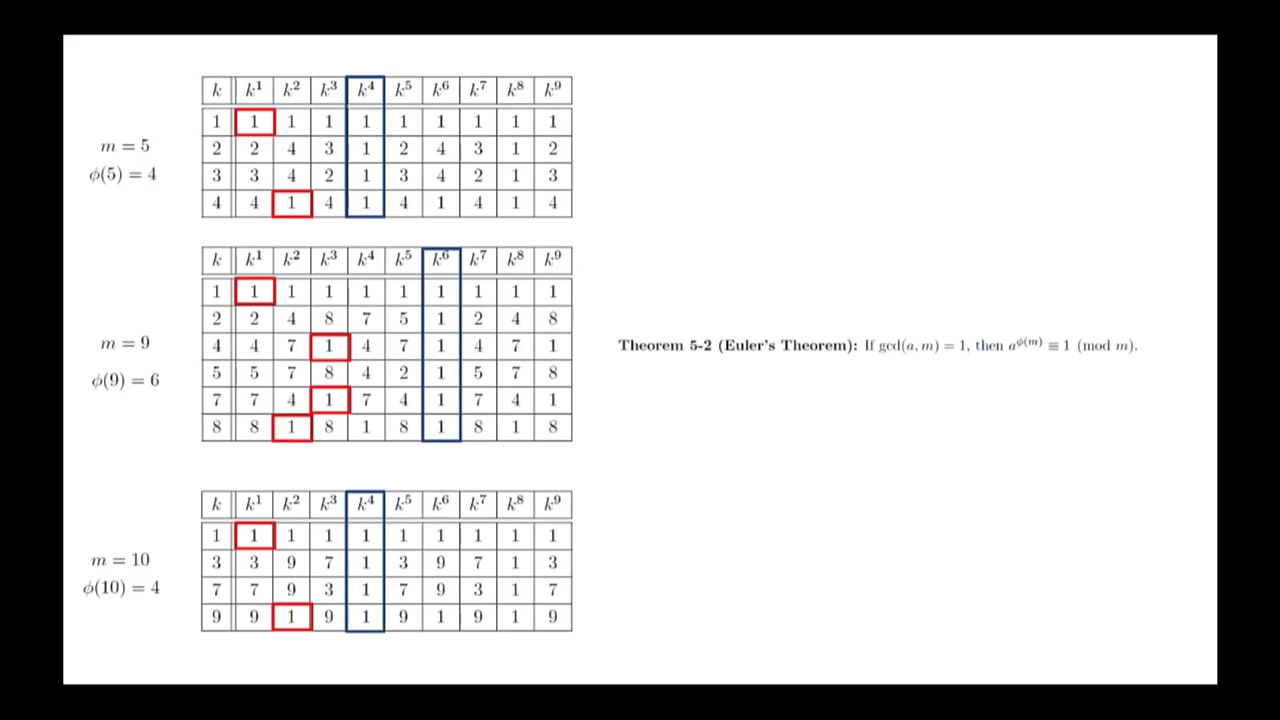 k k¹ k² k³ k⁴ k⁵ k⁶ k⁷ k⁸ k⁹
1 1 1 1 1 1 1 1 1 1
m = 5
2 2 4 3 1 2 4 3 1 2
ϕ(5) = 4
3 3 4 2 1 3 4 2 1 3
4 4 1 4 1 4 1 4 1 4
k k¹ k² k³ k⁴ k⁵ k⁶ k⁷ k⁸ k⁹
1 1 1 1 1 1 1 1 1 1
2 2 4 8 7 5 1 2 4 8
m = 9
4 4 7 1 4 7 1 4 7 1
Theorem 5-2 (Euler's Theorem): If gcd(a, m) = 1, then a^ϕ(m) ≡ 1 (mod m).
ϕ(9) = 6
5 5 7 8 4 2 1 5 7 8
7 7 4 1 7 4 1 7 4 1
8 8 1 8 1 8 1 8 1 8
k k¹ k² k³ k⁴ k⁵ k⁶ k⁷ k⁸ k⁹
1 1 1 1 1 1 1 1 1 1
m = 10
3 3 9 7 1 3 9 7 1 3
ϕ(10) = 4
7 7 9 3 1 7 9 3 1 7
9 9 1 9 1 9 1 9 1 9